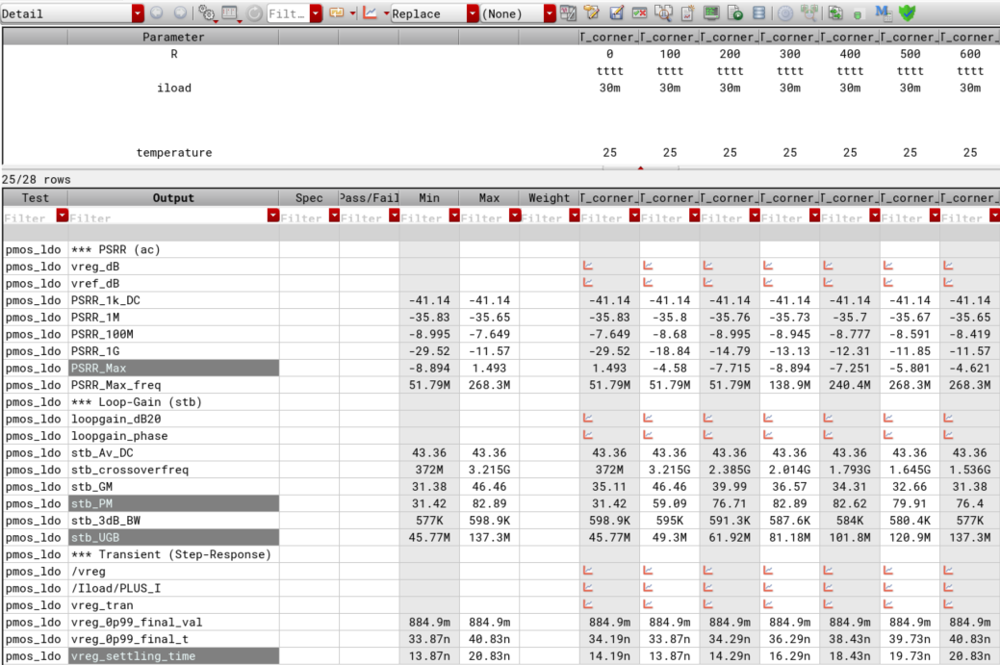 Detail Filt… Replace (None)
Parameter T_corner_ T_corner_ T_corner_ T_corner_ T_corner_ T_corner_ T_corner_
R 0 100 200 300 400 500 600
tttt tttt tttt tttt tttt tttt tttt
iload 30m 30m 30m 30m 30m 30m 30m
temperature 25 25 25 25 25 25 25
25/28 rows
Test Output Spec Pass/Fail Min Max Weight T_corner_ T_corner_ T_corner_ T_corner_ T_corner_ T_corner_ T_corner_
Filter Filter Filter Filter Filter Filter Filter Filter Filter Filter Filter Filter Filter Filter
pmos_ldo *** PSRR (ac)
pmos_ldo vreg_dB
pmos_ldo vref_dB
pmos_ldo PSRR_1k_DC -41.14 -41.14 -41.14 -41.14 -41.14 -41.14 -41.14 -41.14 -41.14
pmos_ldo PSRR_1M -35.83 -35.65 -35.83 -35.8 -35.76 -35.73 -35.7 -35.67 -35.65
pmos_ldo PSRR_100M -8.995 -7.649 -7.649 -8.68 -8.995 -8.945 -8.777 -8.591 -8.419
pmos_ldo PSRR_1G -29.52 -11.57 -29.52 -18.84 -14.79 -13.13 -12.31 -11.85 -11.57
pmos_ldo PSRR_Max -8.894 1.493 1.493 -4.58 -7.715 -8.894 -7.251 -5.801 -4.621
pmos_ldo PSRR_Max_freq 51.79M 268.3M 51.79M 51.79M 51.79M 138.9M 240.4M 268.3M 268.3M
pmos_ldo *** Loop-Gain (stb)
pmos_ldo loopgain_dB20
pmos_ldo loopgain_phase
pmos_ldo stb_Av_DC 43.36 43.36 43.36 43.36 43.36 43.36 43.36 43.36 43.36
pmos_ldo stb_crossoverfreq 372M 3.215G 372M 3.215G 2.385G 2.014G 1.793G 1.645G 1.536G
pmos_ldo stb_GM 31.38 46.46 35.11 46.46 39.99 36.57 34.31 32.66 31.38
pmos_ldo stb_PM 31.42 82.89 31.42 59.09 76.71 82.89 82.62 79.91 76.4
pmos_ldo stb_3dB_BW 577K 598.9K 598.9K 595K 591.3K 587.6K 584K 580.4K 577K
pmos_ldo stb_UGB 45.77M 137.3M 45.77M 49.3M 61.92M 81.18M 101.8M 120.9M 137.3M
pmos_ldo *** Transient (Step-Response)
pmos_ldo /vreg
pmos_ldo /Iload/PLUS_I
pmos_ldo vreg_tran
pmos_ldo vreg_0p99_final_val 884.9m 884.9m 884.9m 884.9m 884.9m 884.9m 884.9m 884.9m 884.9m
pmos_ldo vreg_0p99_final_t 33.87n 40.83n 34.19n 33.87n 34.29n 36.29n 38.43n 39.73n 40.83n
pmos_ldo vreg_settling_time 13.87n 20.83n 14.19n 13.87n 14.29n 16.29n 18.43n 19.73n 20.83n